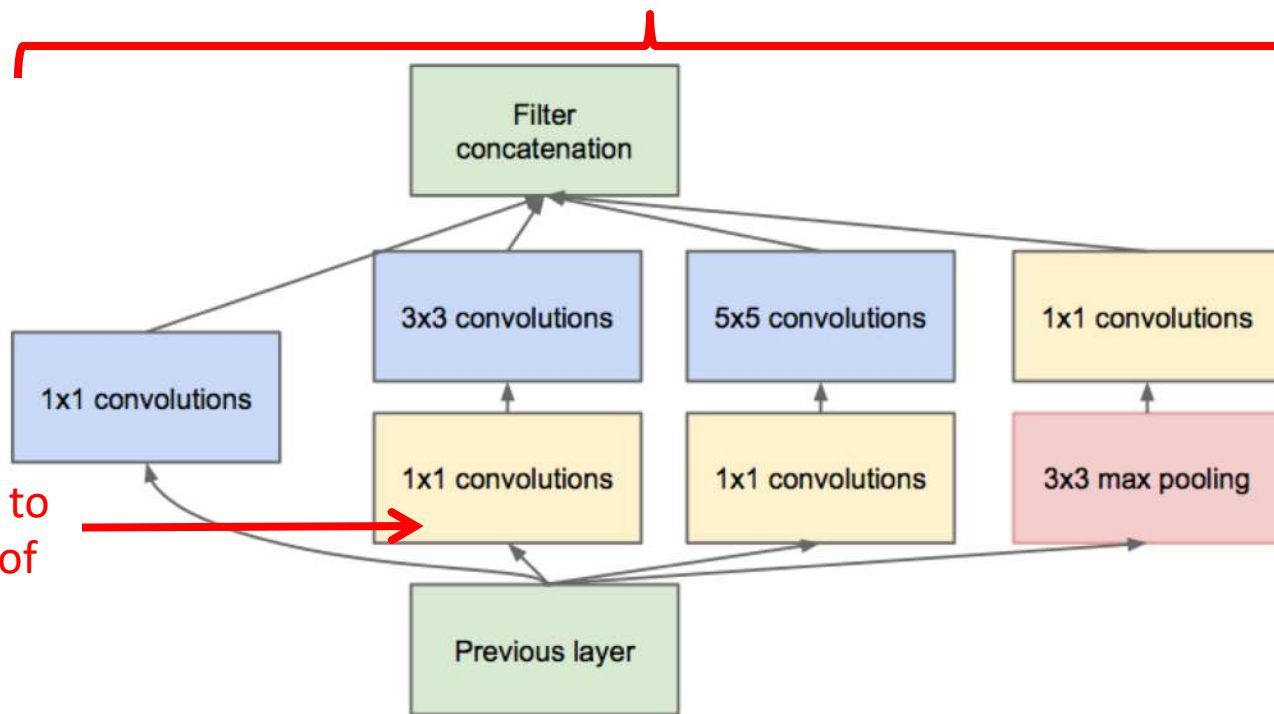 Filter
concatenation
3x3 convolutions
5x5 convolutions
1x1 convolutions
1x1 convolutions
1x1 convolutions
1x1 convolutions
3x3 max pooling
to
of
Previous layer